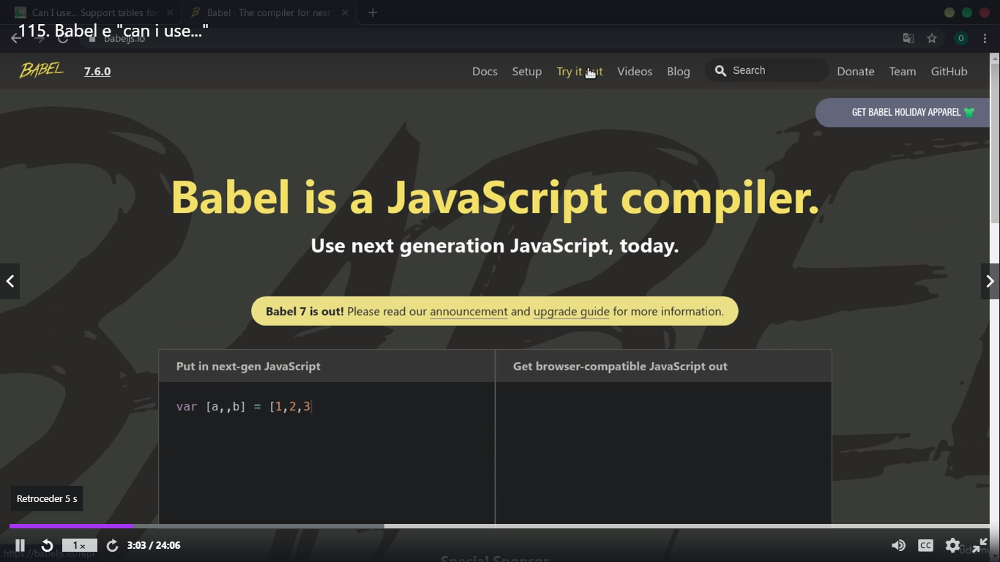 Can I use... Support tables for
Babel · The compiler for next
115. Babel e "can i use..."
babeljs.io
BABEL
7.6.0
Docs
Setup
Try it out
Videos
Blog
Search
Donate
Team
GitHub
GET BABEL HOLIDAY APPAREL
Babel is a JavaScript compiler.
Use next generation JavaScript, today.
Babel 7 is out! Please read our announcement and upgrade guide for more information.
Put in next-gen JavaScript
Get browser-compatible JavaScript out
var [a,,b] = [1,2,3
Retroceder 5 s
1×
3:03 / 24:06
CC
https://babeljs.io/repl
Special Sponsor
udemy